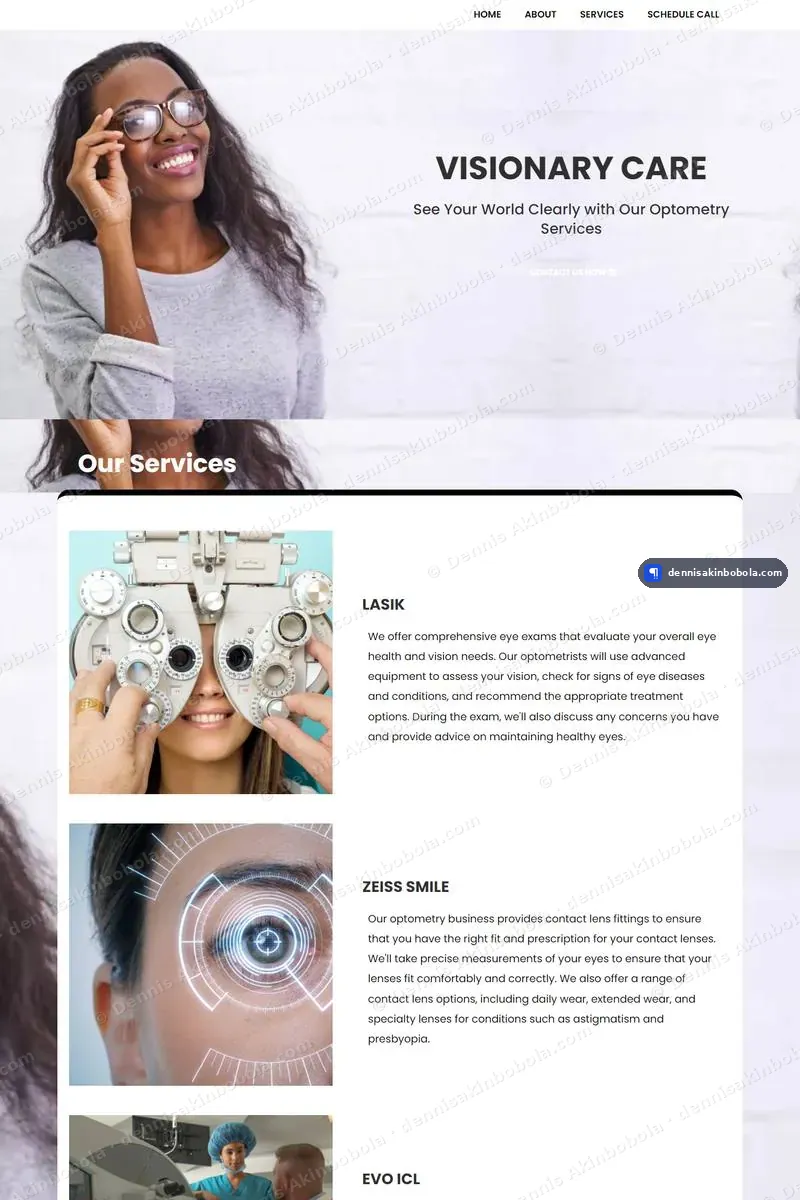 HOME ABOUT SERVICES SCHEDULE CALL
VISIONARY CARE
See Your World Clearly with Our Optometry
Services
CONTACT US NOW
Our Services
dennisakinbobola.com
LASIK
We offer comprehensive eye exams that evaluate your overall eye
health and vision needs. Our optometrists will use advanced
equipment to assess your vision, check for signs of eye diseases
and conditions, and recommend the appropriate treatment
options. During the exam, we'll also discuss any concerns you have
and provide advice on maintaining healthy eyes.
ZEISS SMILE
Our optometry business provides contact lens fittings to ensure
that you have the right fit and prescription for your contact lenses.
We'll take precise measurements of your eyes to ensure that your
lenses fit comfortably and correctly. We also offer a range of
contact lens options, including daily wear, extended wear, and
specialty lenses for conditions such as astigmatism and
presbyopia.
EVO ICL
© Dennis Akinbobola · dennisakinbobola.com